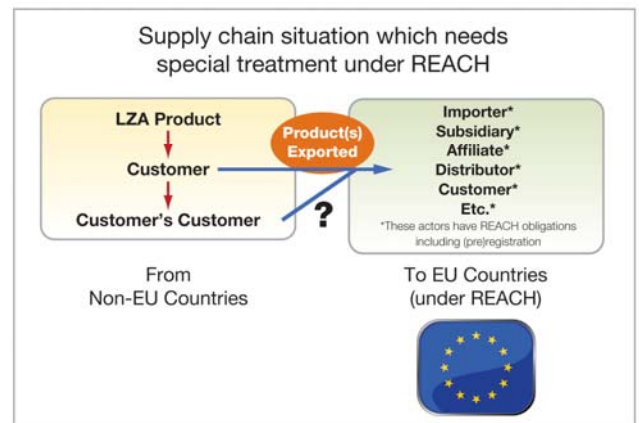 Supply chain situation which needs
special treatment under REACH
LZA Product
Customer
Customer's Customer
Product(s)
Exported
?
Importer*
Subsidiary*
Affiliate*
Distributor*
Customer*
Etc.*
*These actors have REACH obligations
including (pre)registration
From
Non-EU Countries
To EU Countries
(under REACH)